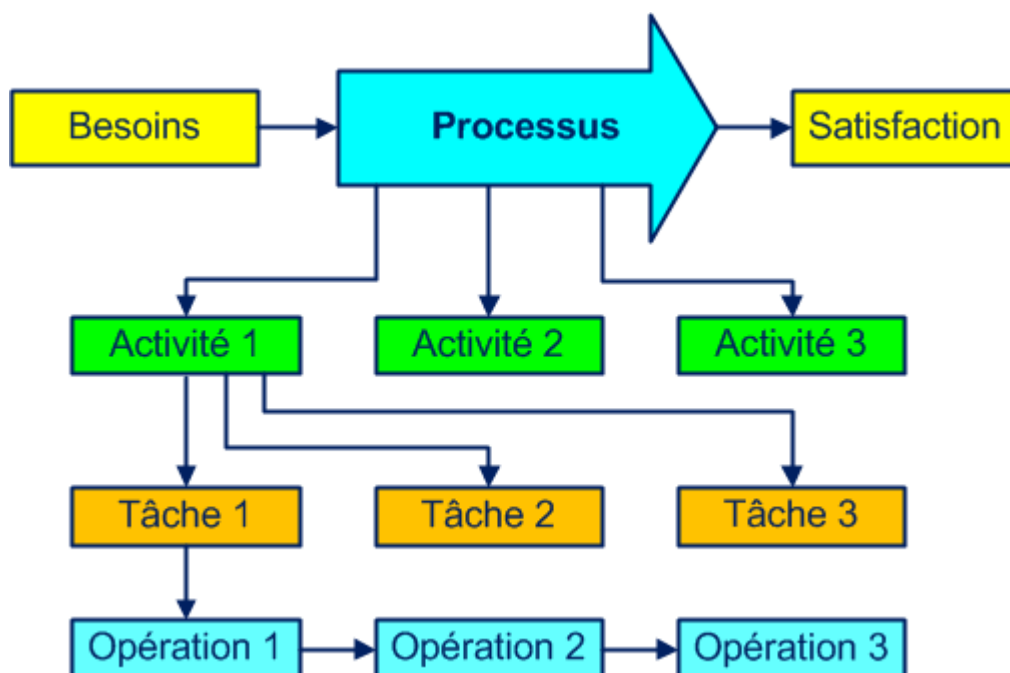 Besoins
Processus
Satisfaction
Activité 1
Activité 2
Activité 3
Tâche 1
Tâche 2
Tâche 3
Opération 1
Opération 2
Opération 3